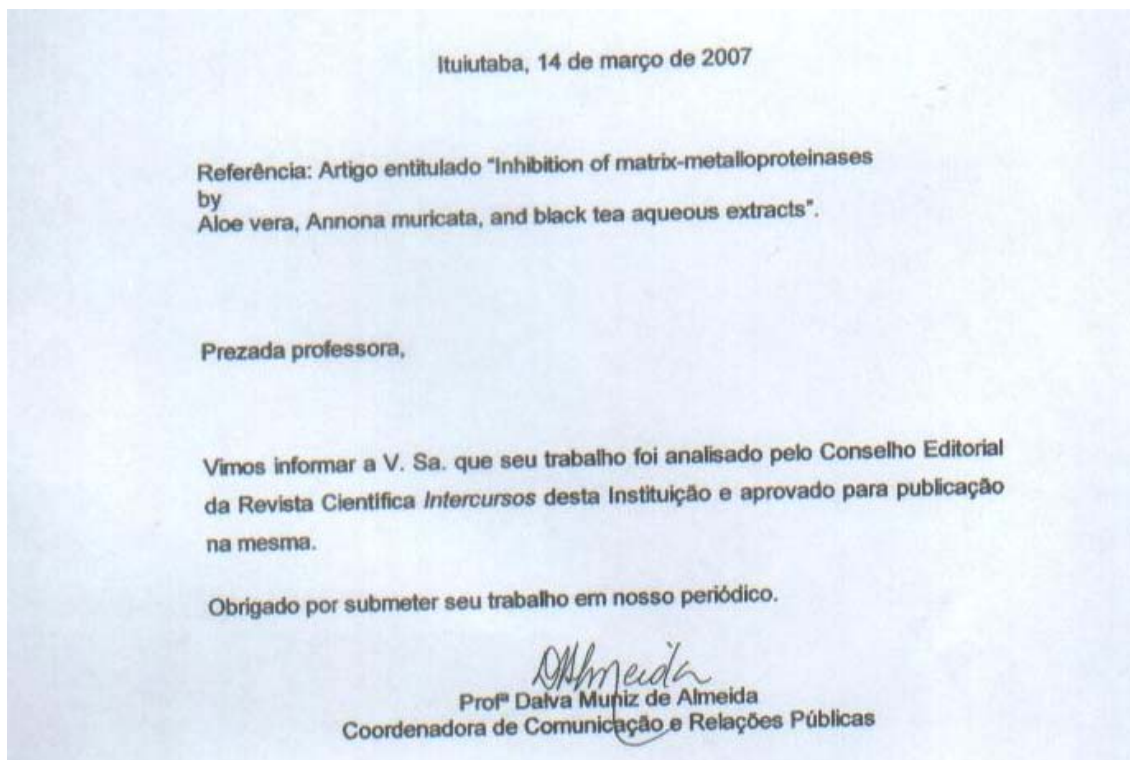 Ituiutaba, 14 de março de 2007
Referência: Artigo entitulado "Inhibition of matrix-metalloproteinases
by
Aloe vera, Annona muricata, and black tea aqueous extracts".
Prezada professora,
Vimos informar a V. Sa. que seu trabalho foi analisado pelo Conselho Editorial
da Revista Científica Intercursos desta Instituição e aprovado para publicação
na mesma.
Obrigado por submeter seu trabalho em nosso periódico.
DAlmeida
Profª Dalva Muniz de Almeida
Coordenadora de Comunicação e Relações Públicas